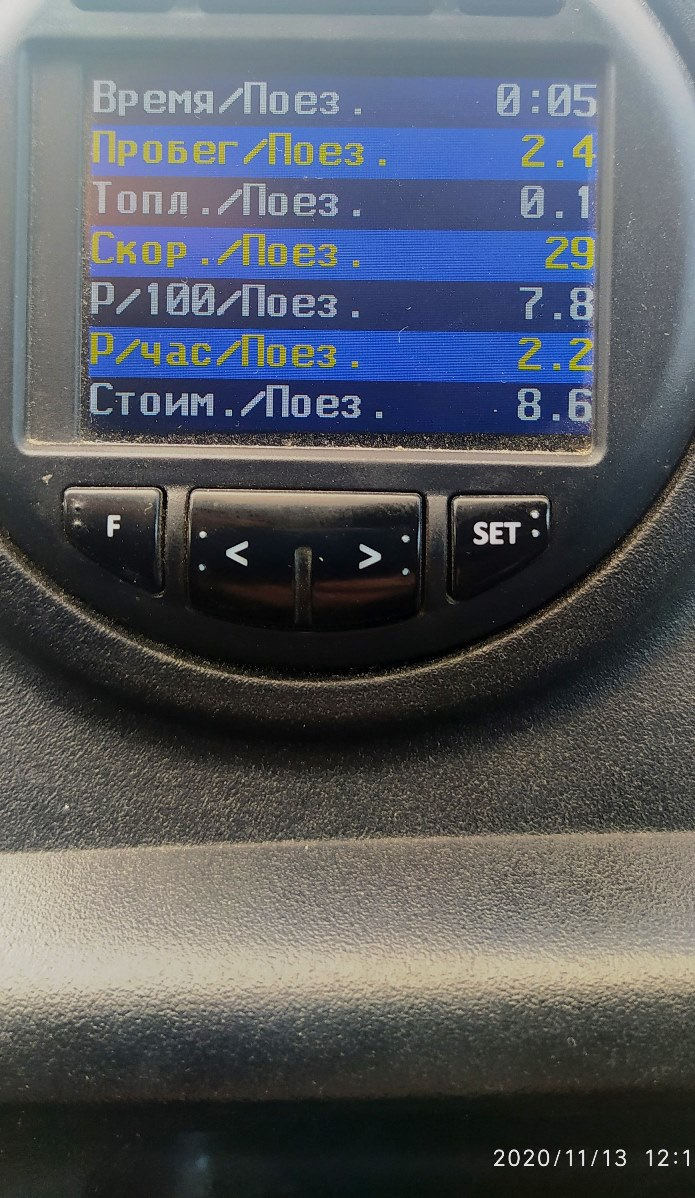 Время/Поез. 0:05
Пробег/Поез. 2.4
Топл./Поез. 0.1
Скор./Поез. 29
Р/100/Поез. 7.8
Р/час/Поез. 2.2
Стоим./Поез. 8.6
F < > SET
2020/11/13 12:1